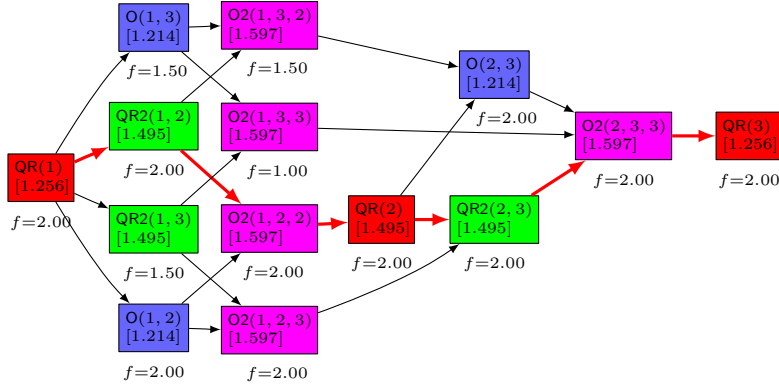 O(1, 3)
[1.214]
f=1.50
O2(1, 3, 2)
[1.597]
f=1.50
O(2, 3)
[1.214]
f=2.00
QR2(1, 2)
[1.495]
f=2.00
O2(1, 3, 3)
[1.597]
f=1.00
O2(2, 3, 3)
[1.597]
f=2.00
QR(3)
[1.256]
f=2.00
QR(1)
[1.256]
f=2.00
QR2(1, 3)
[1.495]
f=1.50
O2(1, 2, 2)
[1.597]
f=2.00
QR(2)
[1.495]
f=2.00
QR2(2, 3)
[1.495]
f=2.00
O(1, 2)
[1.214]
f=2.00
O2(1, 2, 3)
[1.597]
f=2.00